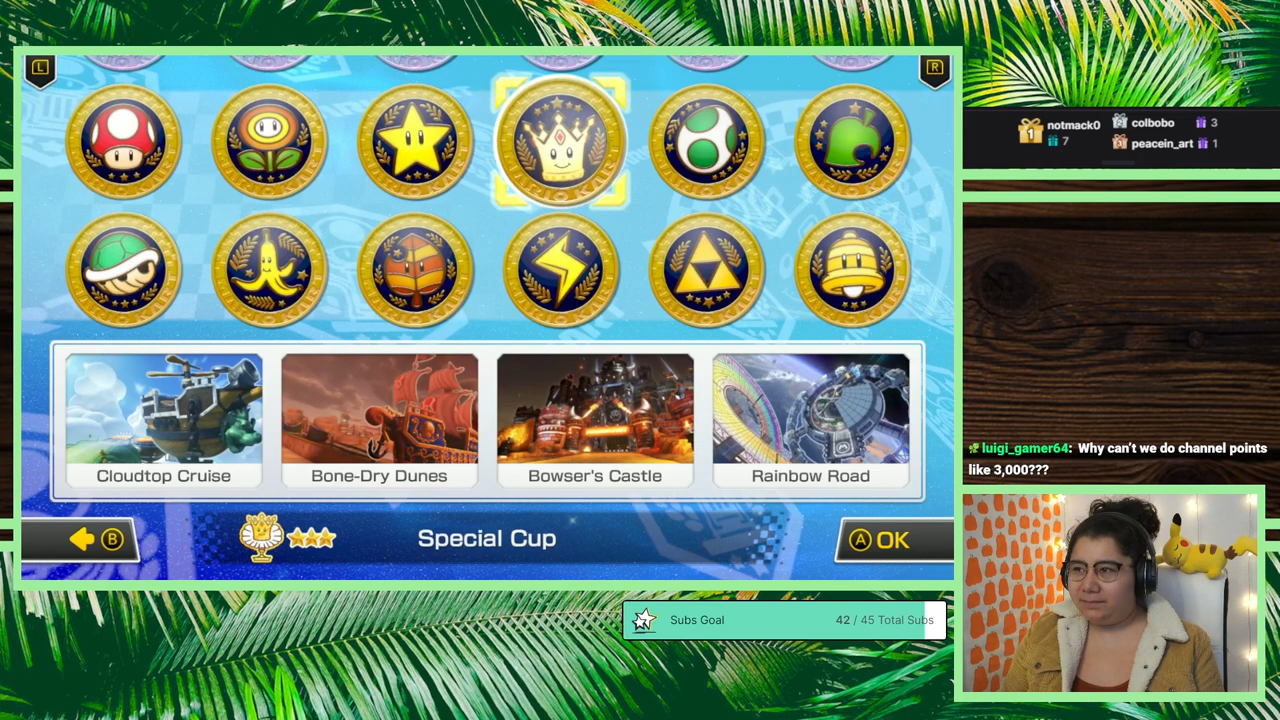 L
R
notmack0
7
colbobo 3
peacein_art 1
1
Cloudtop Cruise
Bone-Dry Dunes
Bowser's Castle
Rainbow Road
B
Special Cup
A OK
luigi_gamer64: Why can't we do channel points
like 3,000???
Subs Goal
42 / 45 Total Subs